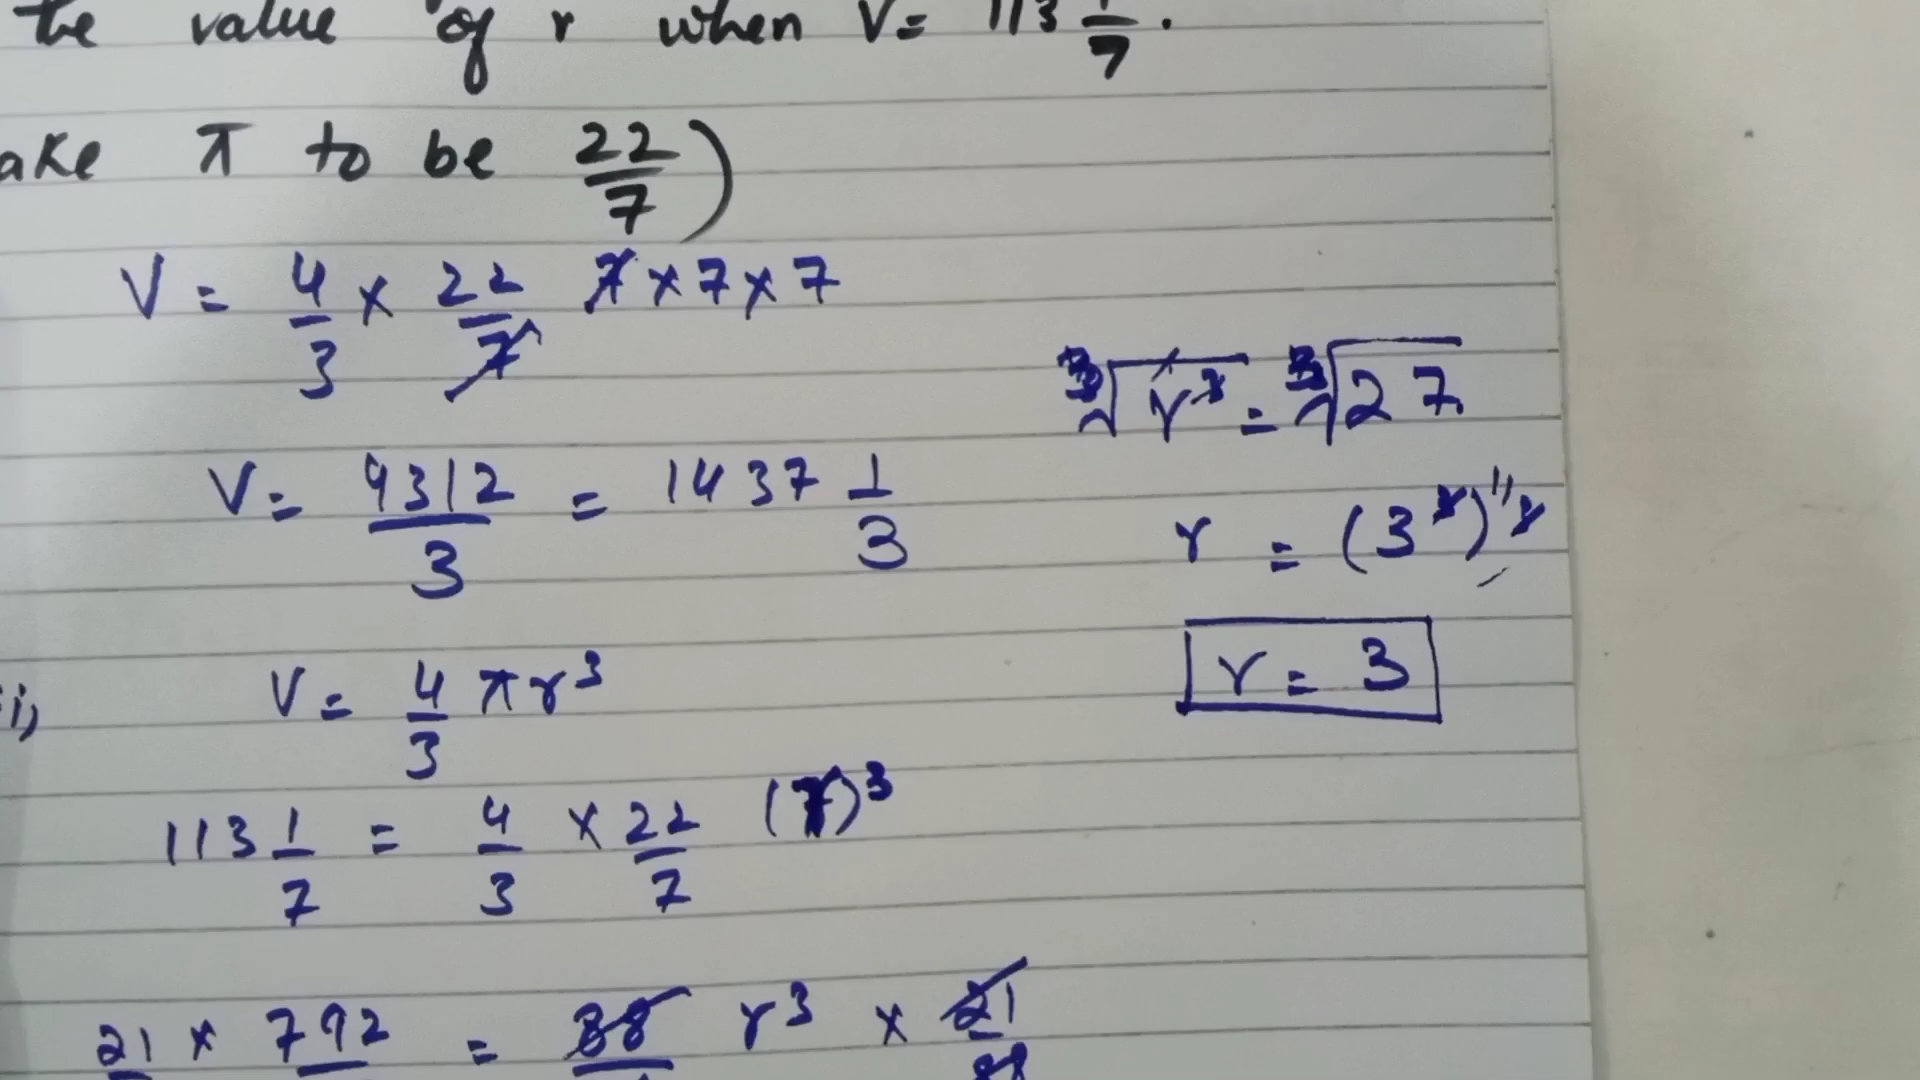 the value of r when V = 113 1/7.
ake π to be 22/7)
V = 4/3 × 22/7 7×7×7
V = 4312/3 = 1437 1/3
ii)
V = 4/3 πr³
113 1/7 = 4/3 × 22/7 (r)³
21 × 792 = 88 r³ × 21/88
∛r³ = ∛27
r = (3³)^1/3
r = 3